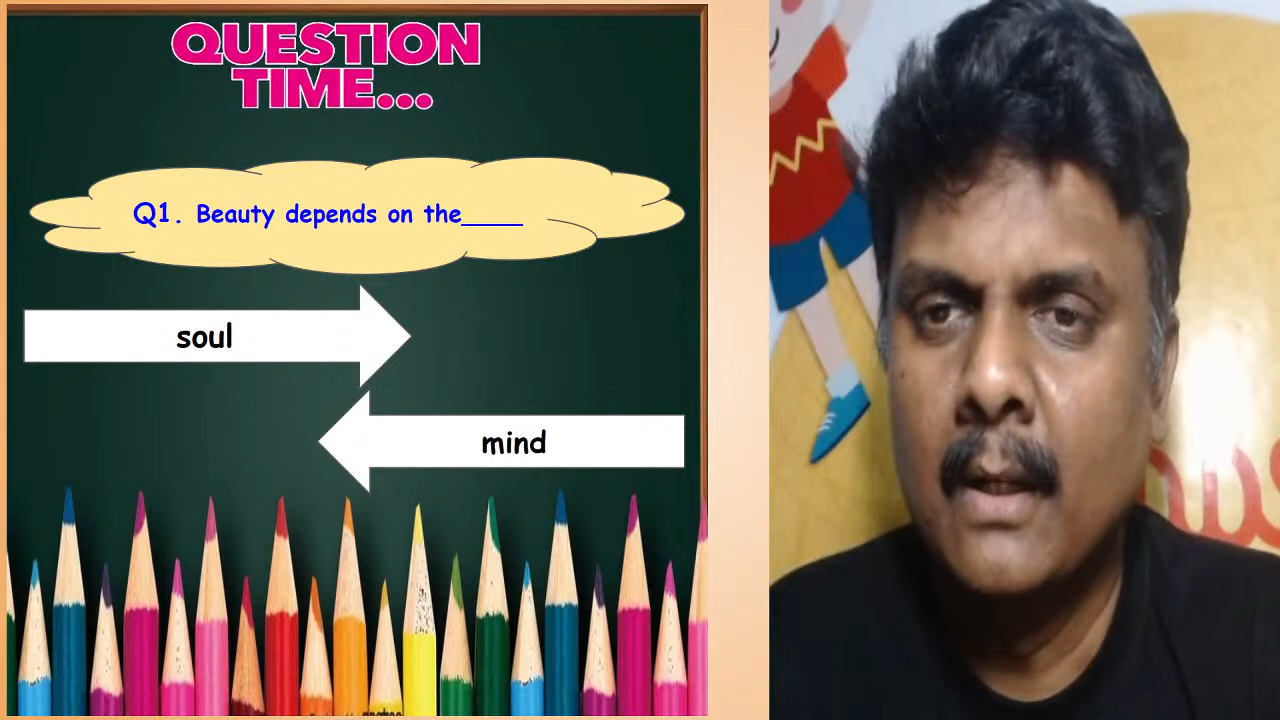 QUESTION
TIME...
Q1. Beauty depends on the____
soul
mind